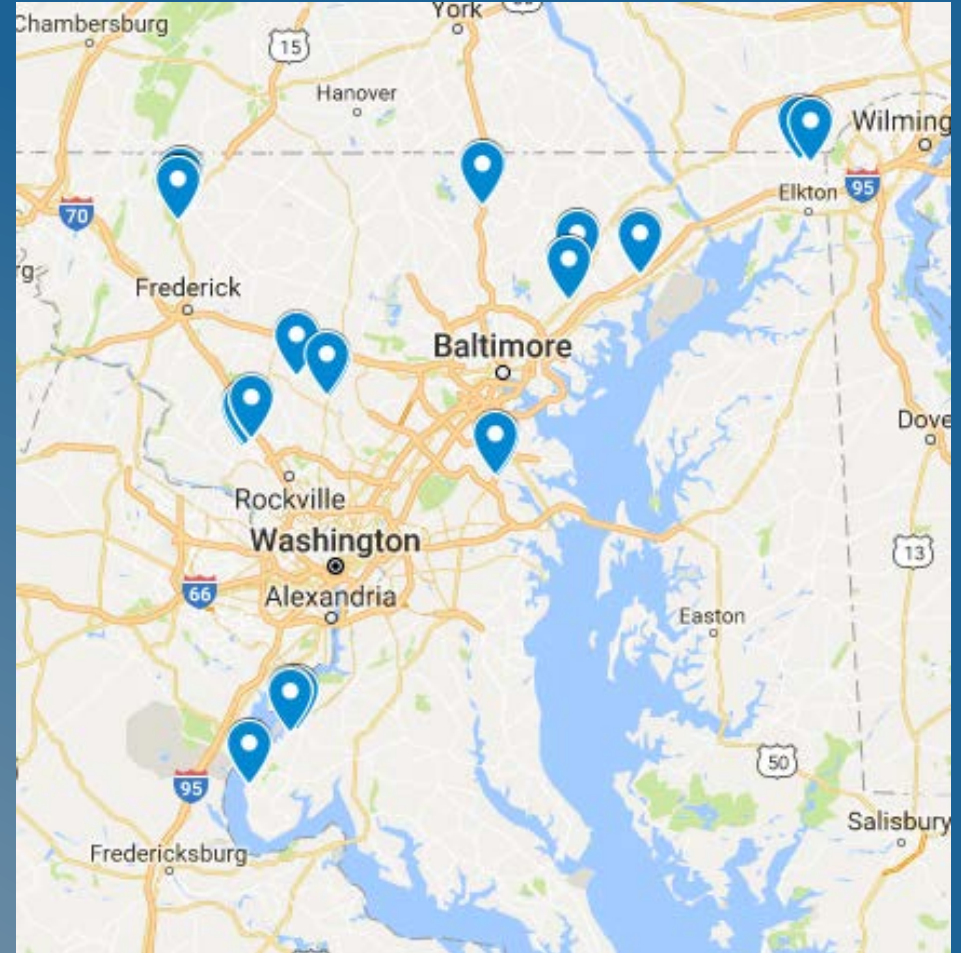 York
Chambersburg
15
Hanover
Wilming
Elkton
95
70
rg
Frederick
Baltimore
Dove
Rockville
Washington
13
66
Alexandria
Easton
50
95
Salisbury
Fredericksburg